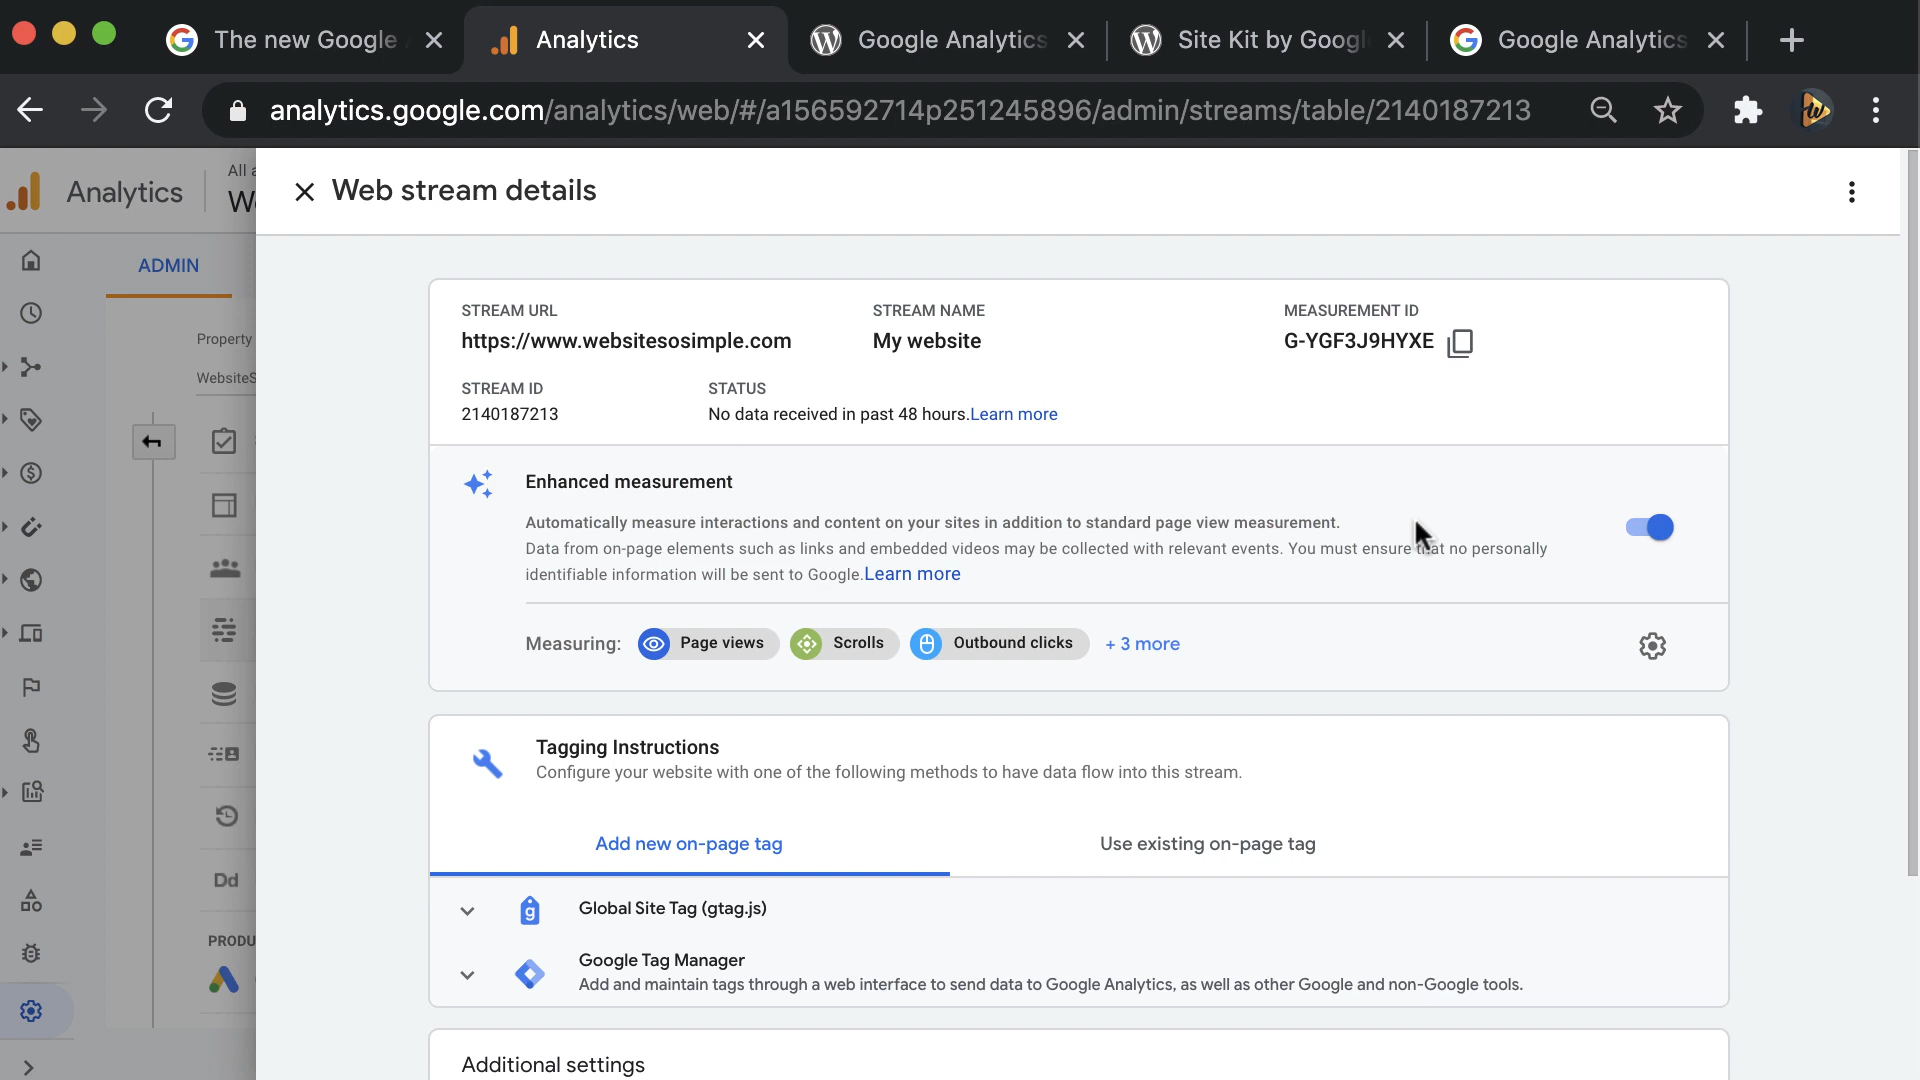 The new Google
Analytics
Google Analytics
Site Kit by Googl
Google Analytics
analytics.google.com/analytics/web/#/a156592714p251245896/admin/streams/table/2140187213
Analytics
All a
We
Web stream details
ADMIN
Property
WebsiteS
STREAM URL
STREAM NAME
MEASUREMENT ID
https://www.websitesosimple.com
My website
G-YGF3J9HYXE
STREAM ID
STATUS
2140187213
No data received in past 48 hours.Learn more
Enhanced measurement
Automatically measure interactions and content on your sites in addition to standard page view measurement.
Data from on-page elements such as links and embedded videos may be collected with relevant events. You must ensure that no personally
identifiable information will be sent to Google.Learn more
Measuring: Page views Scrolls Outbound clicks + 3 more
Tagging Instructions
Configure your website with one of the following methods to have data flow into this stream.
Add new on-page tag
Use existing on-page tag
Dd
g Global Site Tag (gtag.js)
PRODU
Google Tag Manager
Add and maintain tags through a web interface to send data to Google Analytics, as well as other Google and non-Google tools.
Additional settings